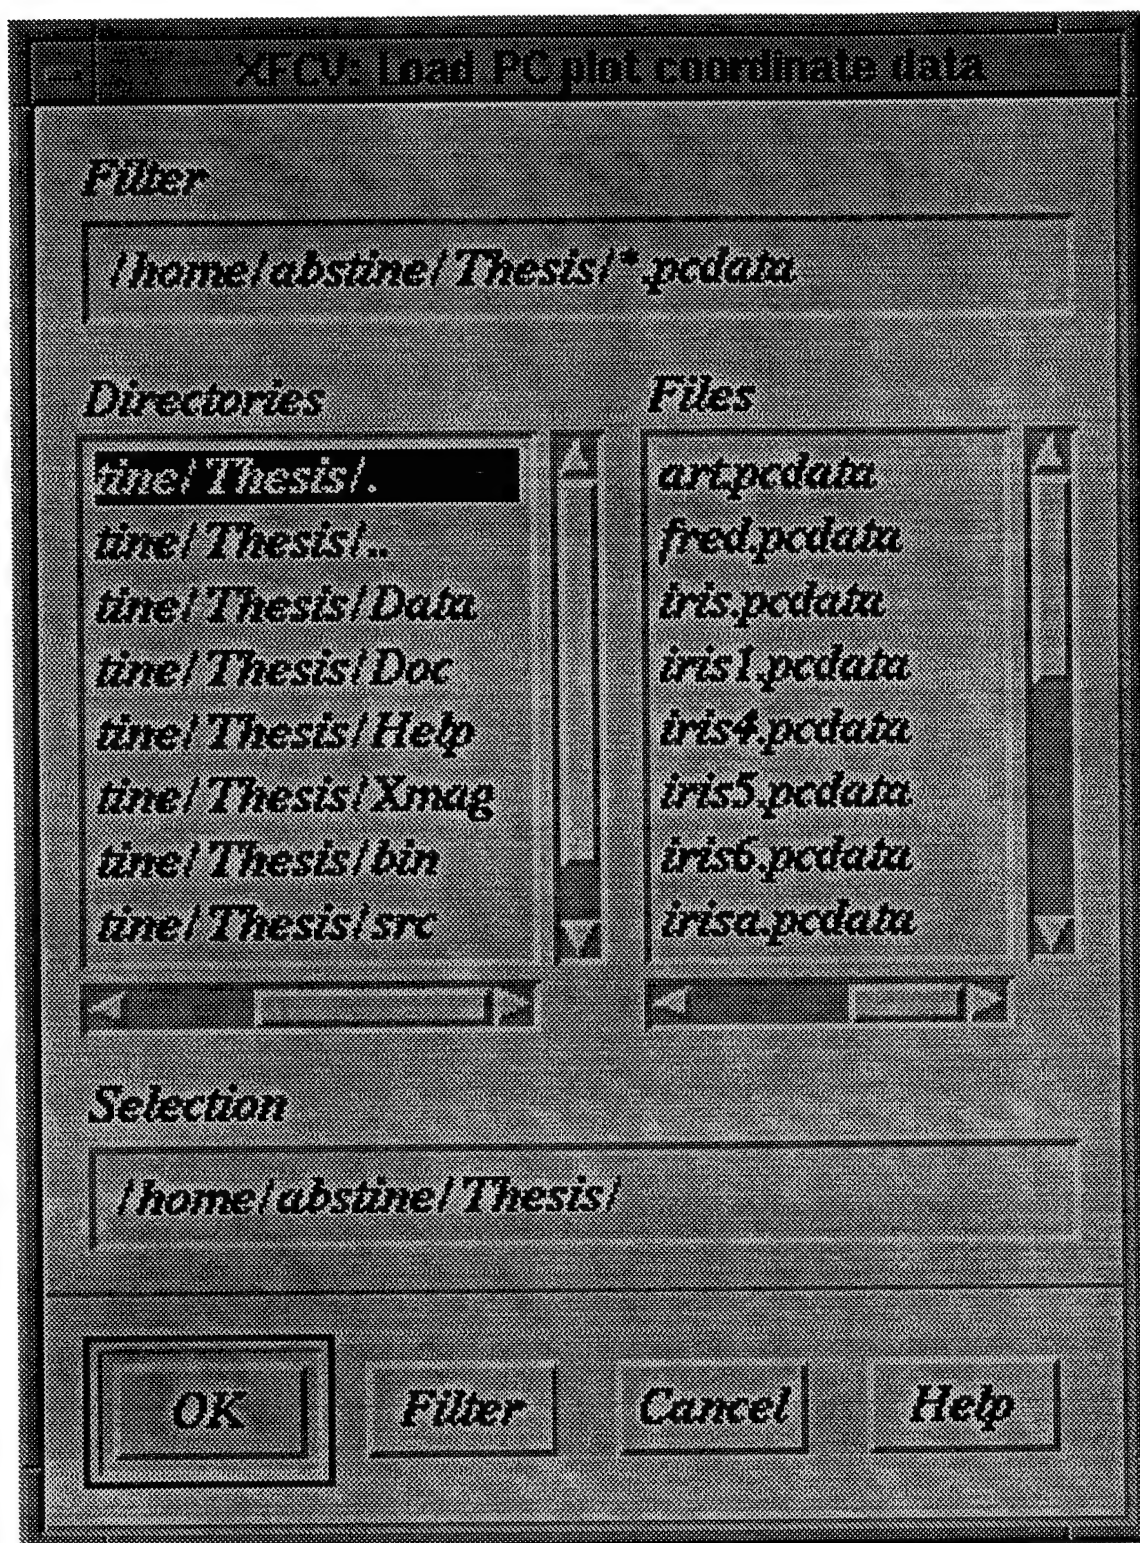 XFCV: Load PC plot coordinate data
Filter
/home/abstine/Thesis/*.pcdata
Directories
tine/Thesis/.
tine/Thesis/..
tine/Thesis/Data
tine/Thesis/Doc
tine/Thesis/Help
tine/Thesis/Xmag
tine/Thesis/bin
tine/Thesis/src
Files
art.pcdata
fred.pcdata
iris.pcdata
iris1.pcdata
iris4.pcdata
iris5.pcdata
iris6.pcdata
irisa.pcdata
Selection
/home/abstine/Thesis/
OK Filter Cancel Help